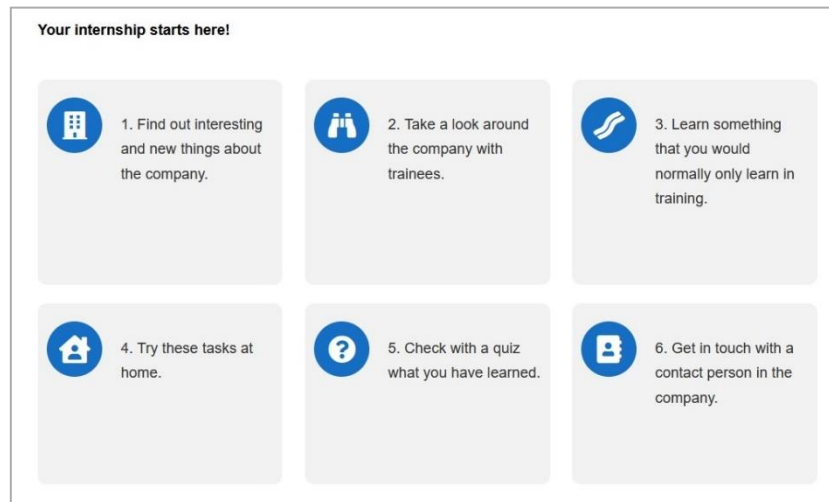 Your internship starts here!
1. Find out interesting
and new things about
the company.
2. Take a look around
the company with
trainees.
3. Learn something
that you would
normally only learn in
training.
4. Try these tasks at
home.
5. Check with a quiz
what you have learned.
6. Get in touch with a
contact person in the
company.